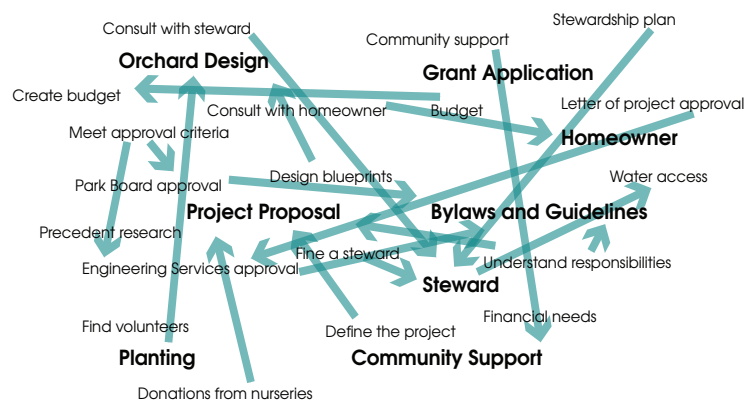 Stewardship plan
Consult with steward
Community support
Orchard Design
Grant Application
Create budget
Consult with homeowner
Budget
Letter of project approval
Meet approval criteria
Homeowner
Park Board approval
Design blueprints
Water access
Project Proposal
Bylaws and Guidelines
Precedent research
Fine a steward
Engineering Services approval
Understand responsibilities
Steward
Find volunteers
Define the project
Financial needs
Planting
Community Support
Donations from nurseries